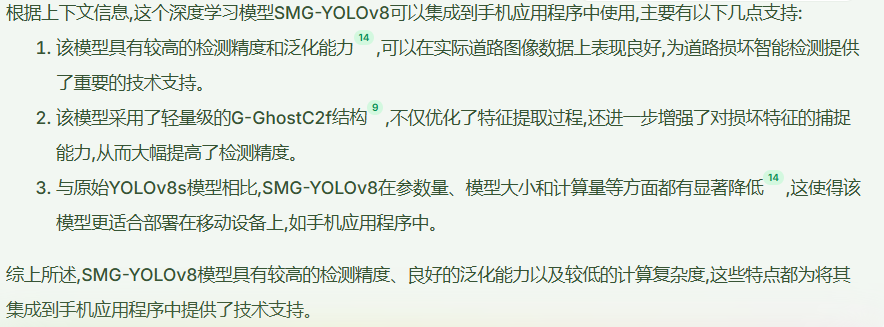 根据上下文信息,这个深度学习模型SMG-YOLOv8可以集成到手机应用程序中使用,主要有以下几点支持:
1. 该模型具有较高的检测精度和泛化能力 14 ,可以在实际道路图像数据上表现良好,为道路损坏智能检测提供
了重要的技术支持。
2. 该模型采用了轻量级的G-GhostC2f结构 9 ,不仅优化了特征提取过程,还进一步增强了对损坏特征的捕捉
能力,从而大幅提高了检测精度。
3. 与原始YOLOv8s模型相比,SMG-YOLOv8在参数量、模型大小和计算量等方面都有显著降低 14 ,这使得该
模型更适合部署在移动设备上,如手机应用程序中。
综上所述,SMG-YOLOv8模型具有较高的检测精度、良好的泛化能力以及较低的计算复杂度,这些特点都为将其
集成到手机应用程序中提供了技术支持。